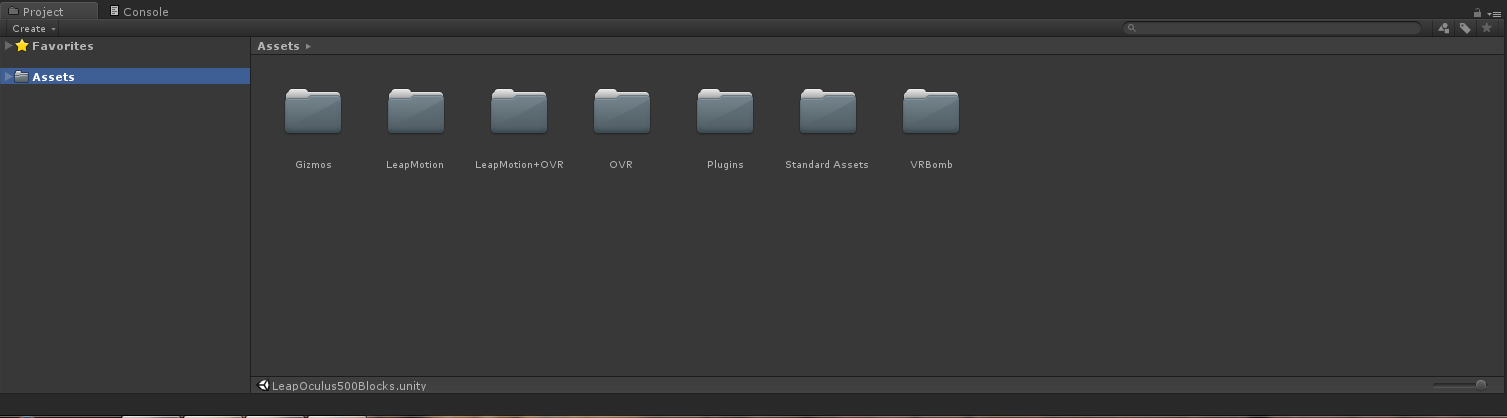 Project Console
Create
Favorites Assets
Assets
Gizmos LeapMotion LeapMotion+OVR OVR Plugins Standard Assets VRBomb
LeapOculus500Blocks.unity